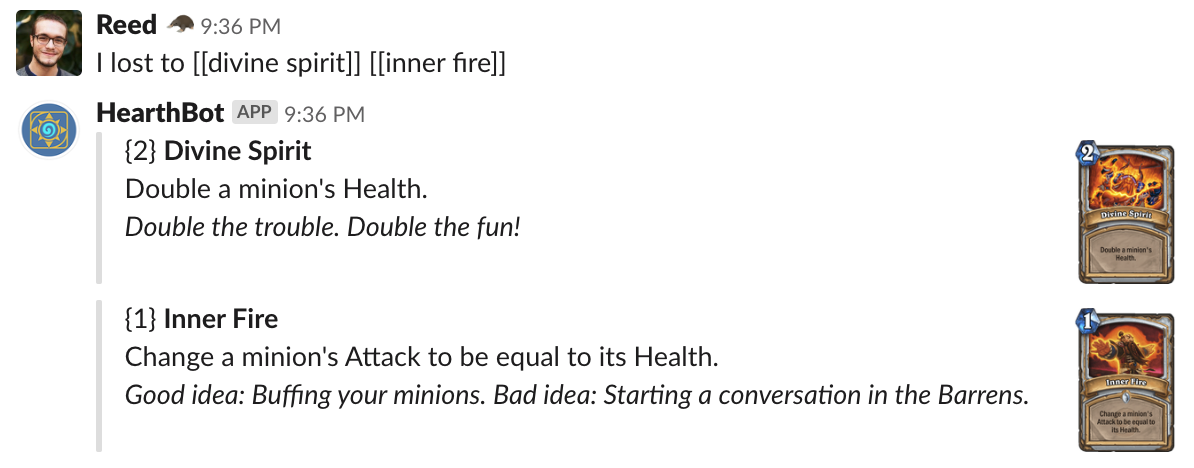 Reed 9:36 PM
I lost to [[divine spirit]] [[inner fire]]
HearthBot APP 9:36 PM
{2} Divine Spirit
Double a minion's Health.
Double the trouble. Double the fun!
2
Divine Spirit
Double a minion's
Health.
{1} Inner Fire
Change a minion's Attack to be equal to its Health.
Good idea: Buffing your minions. Bad idea: Starting a conversation in the Barrens.
1
Inner Fire
Change a minion's
Attack to be equal to
its Health.